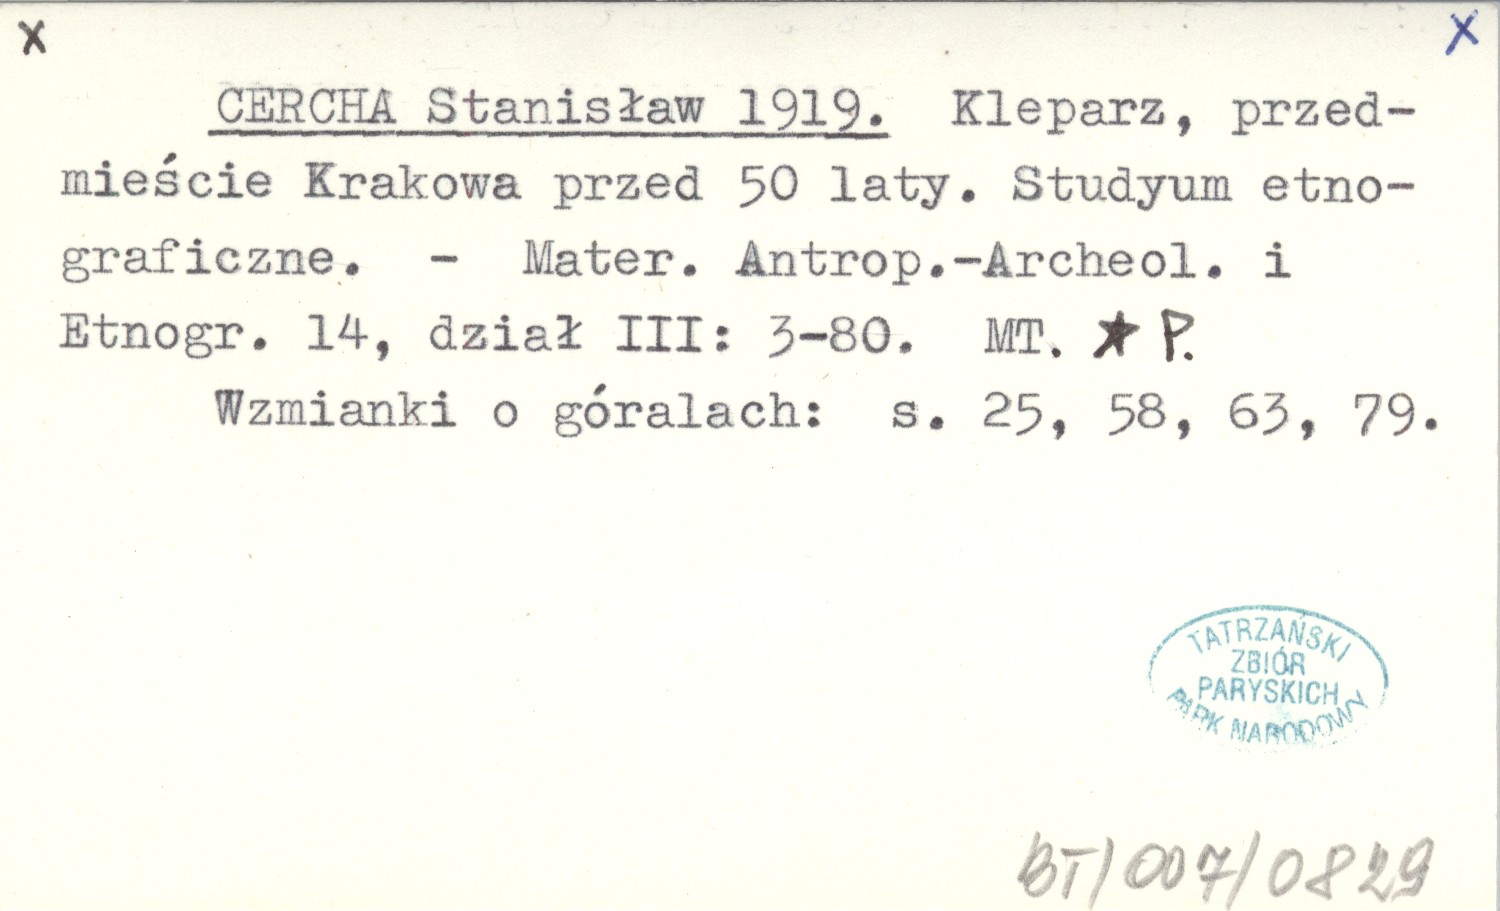 x x
CERCHA Stanisław 1919. Kleparz, przed-
mieście Krakowa przed 50 laty. Studyum etno-
graficzne. - Mater. Antrop.-Archeol. i
Etnogr. 14, dział III: 3-80. MT. ★ P.
Wzmianki o góralach: s. 25, 58, 63, 79.
TATRZAŃSKI
ZBIÓR
PARYSKICH
PARK NARODOWY
BT/007/0829